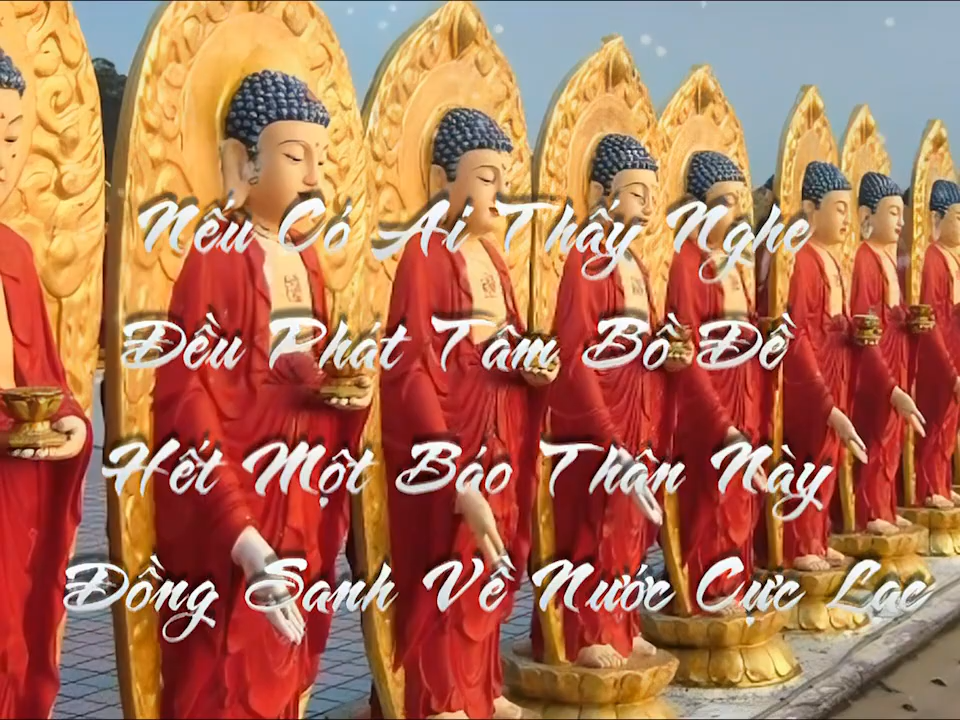 Nếu Có Ai Thấy Nghe
Đều Phát Tâm Bồ Đề
Hết Một Báo Thân Này
Đồng Sanh Về Nước Cực Lac